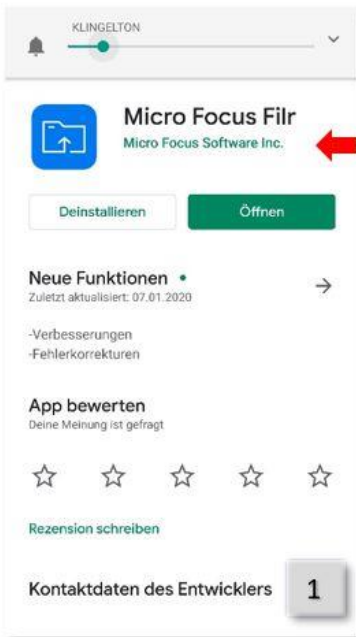 KLINGELTON
Micro Focus Filr
Micro Focus Software Inc.
Deinstallieren
Öffnen
Neue Funktionen •
Zuletzt aktualisiert: 07.01.2020
-Verbesserungen
-Fehlerkorrekturen
App bewerten
Deine Meinung ist gefragt
Rezension schreiben
Kontaktdaten des Entwicklers
1